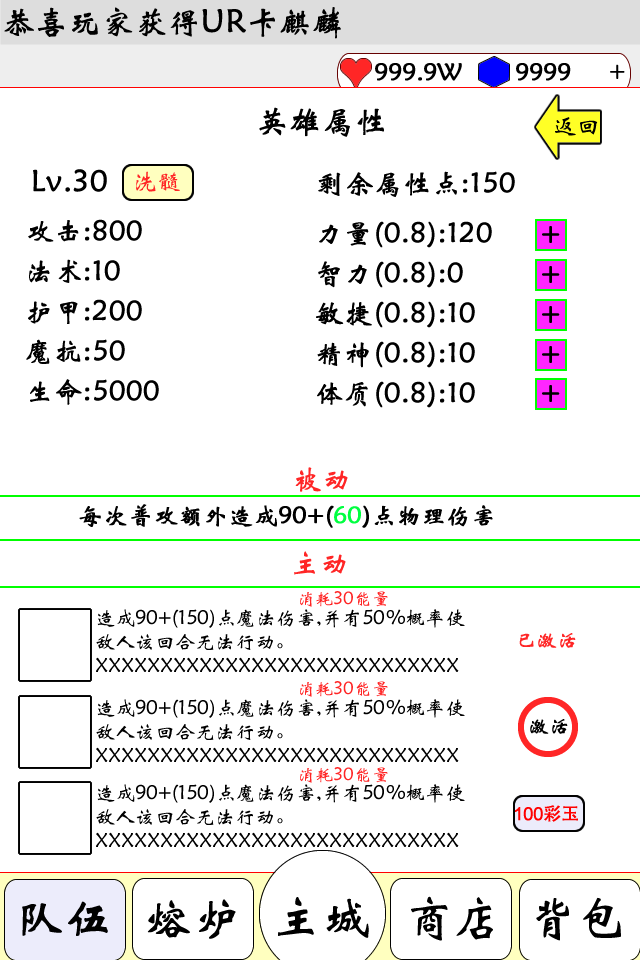 恭喜玩家获得UR卡麒麟
999.9W 9999 +
英雄属性
返回
Lv.30 洗髓 剩余属性点:150
攻击:800 力量(0.8):120 +
法术:10 智力(0.8):0 +
护甲:200 敏捷(0.8):10 +
魔抗:50 精神(0.8):10 +
生命:5000 体质(0.8):10 +
被动
每次普攻额外造成90+(60)点物理伤害
主动
消耗30能量
造成90+(150)点魔法伤害,并有50%概率使
敌人该回合无法行动。
XXXXXXXXXXXXXXXXXXXXXXXXXXXX
已激活
消耗30能量
造成90+(150)点魔法伤害,并有50%概率使
敌人该回合无法行动。
XXXXXXXXXXXXXXXXXXXXXXXXXXXX
激活
消耗30能量
造成90+(150)点魔法伤害,并有50%概率使
敌人该回合无法行动。
XXXXXXXXXXXXXXXXXXXXXXXXXXXX
100彩玉
队伍 熔炉 主城 商店 背包